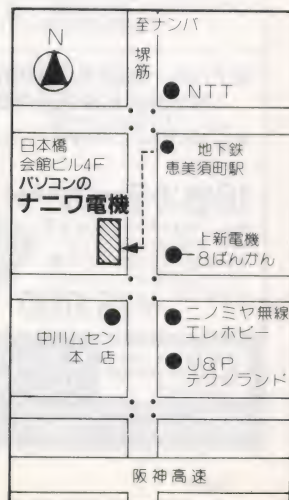 N
至ナンバ
堺筋
NTT
日本橋
会館ビル4F
パソコンの
ナニワ電機
地下鉄
恵美須町駅
上新電機
8ばんかん
中川ムセン
本店
ニノミヤ無線
エレホビー
J&P
テクノランド
阪神高速